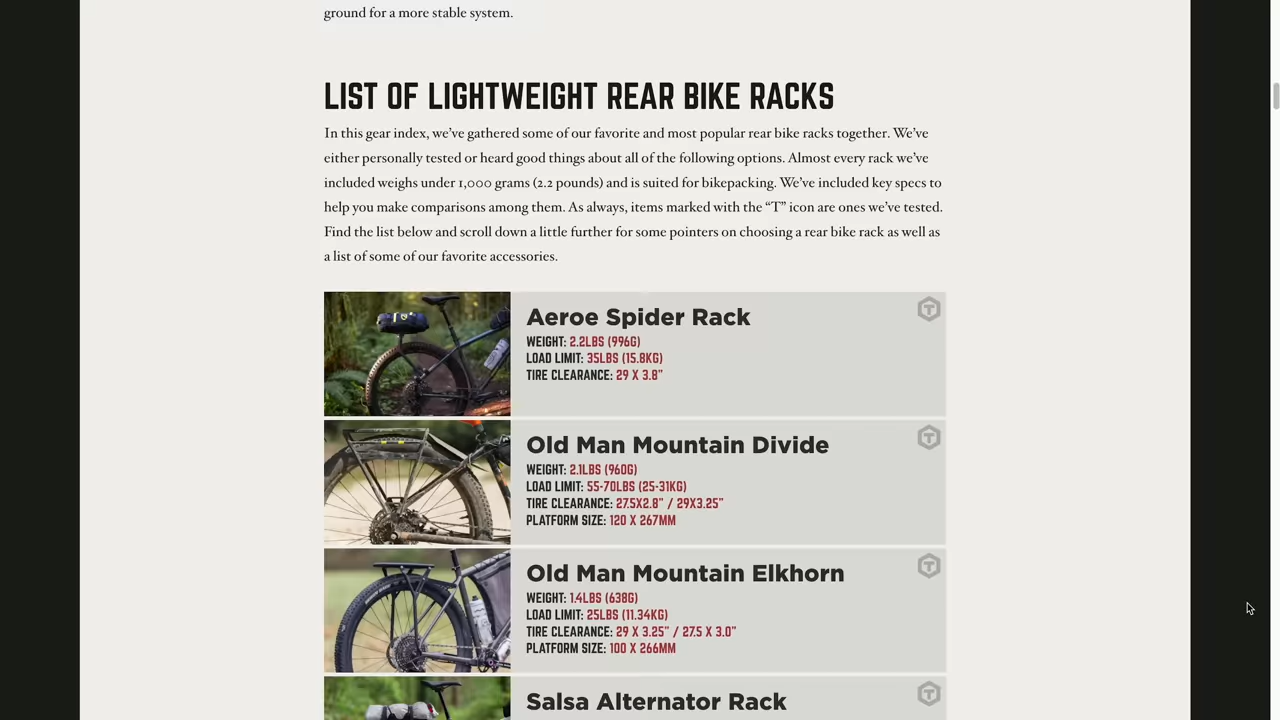 ground for a more stable system.
LIST OF LIGHTWEIGHT REAR BIKE RACKS
In this gear index, we’ve gathered some of our favorite and most popular rear bike racks together. We’ve
either personally tested or heard good things about all of the following options. Almost every rack we’ve
included weighs under 1,000 grams (2.2 pounds) and is suited for bikepacking. We’ve included key specs to
help you make comparisons among them. As always, items marked with the “T” icon are ones we’ve tested.
Find the list below and scroll down a little further for some pointers on choosing a rear bike rack as well as
a list of some of our favorite accessories.
Aeroe Spider Rack
T
WEIGHT: 2.2LBS (996G)
LOAD LIMIT: 35LBS (15.8KG)
TIRE CLEARANCE: 29 X 3.8"
Old Man Mountain Divide
T
WEIGHT: 2.1LBS (960G)
LOAD LIMIT: 55-70LBS (25-31KG)
TIRE CLEARANCE: 27.5X2.8" / 29X3.25"
PLATFORM SIZE: 120 X 267MM
Old Man Mountain Elkhorn
T
WEIGHT: 1.4LBS (638G)
LOAD LIMIT: 25LBS (11.34KG)
TIRE CLEARANCE: 29 X 3.25" / 27.5 X 3.0"
PLATFORM SIZE: 100 X 266MM
Salsa Alternator Rack
T